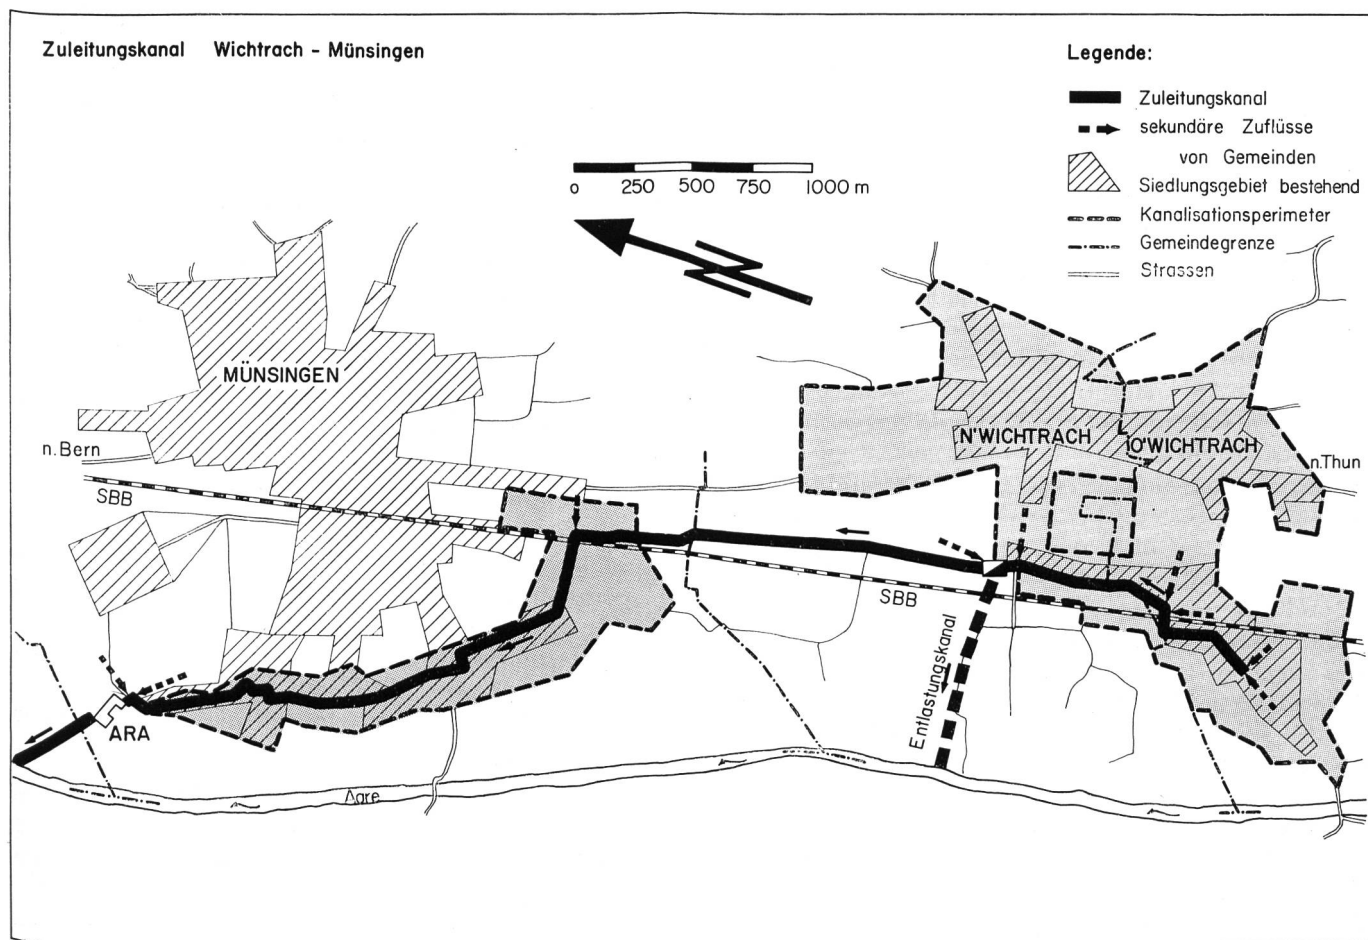 Zuleitungskanal Wichtrach - Münsingen
Legende:
Zuleitungskanal
sekundäre Zuflüsse
von Gemeinden
Siedlungsgebiet bestehend
Kanalisationsperimeter
Gemeindegrenze
Strassen
0 250 500 750 1000 m
MÜNSINGEN
N'WICHTRACH
O'WICHTRACH
n. Bern
n. Thun
SBB
SBB
Entlastungskanal
ARA
Aare